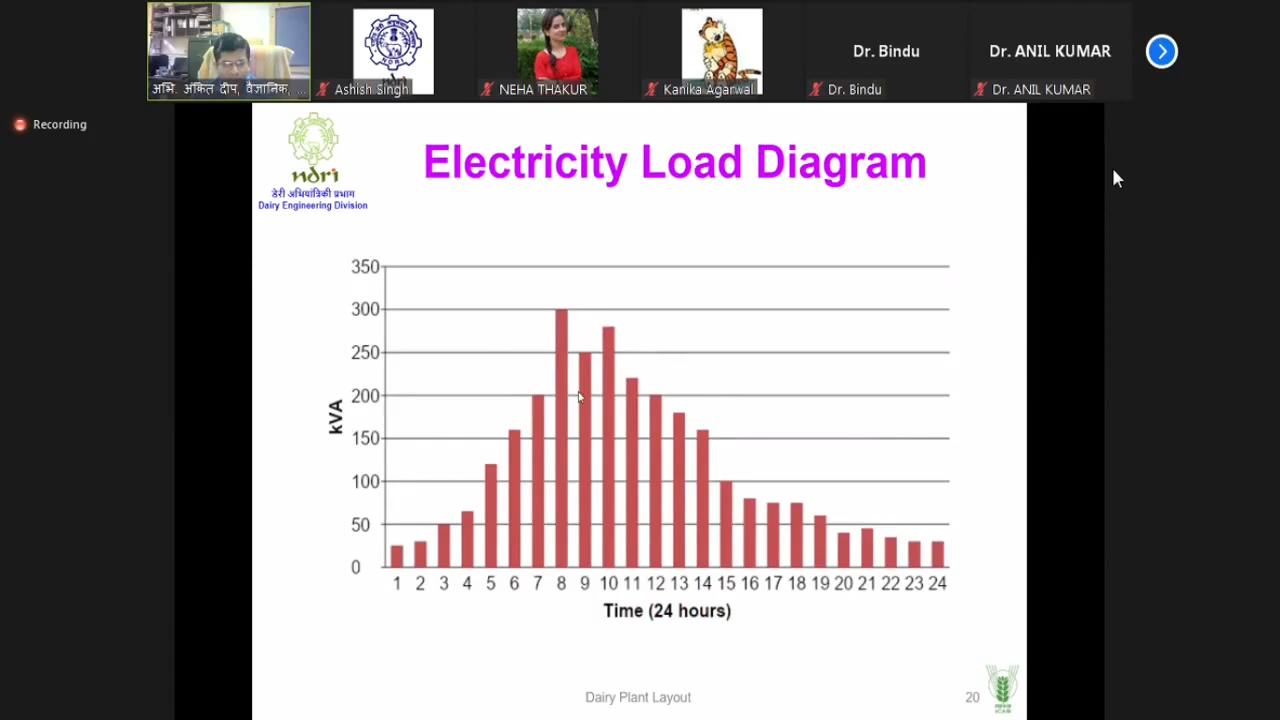 Dr. Bindu
Dr. ANIL KUMAR
अभि. अंकित दीप, वैज्ञानिक, ...
Ashish Singh
NEHA THAKUR
Kanika Agarwal
Dr. Bindu
Dr. ANIL KUMAR
Recording
ndri
डेरी अभियांत्रिकी प्रभाग
Dairy Engineering Division
Electricity Load Diagram
350
300
250
200
150
100
50
0
kVA
1 2 3 4 5 6 7 8 9 10 11 12 13 14 15 16 17 18 19 20 21 22 23 24
Time (24 hours)
Dairy Plant Layout
20